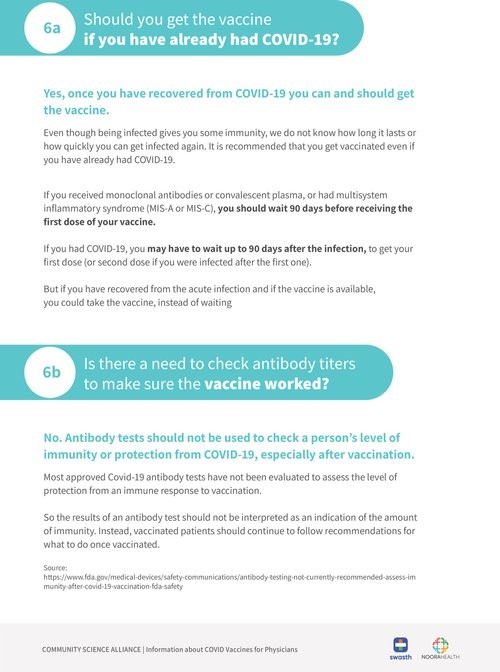 6a
Should you get the vaccine
if you have already had COVID-19?
Yes, once you have recovered from COVID-19 you can and should get
the vaccine.
Even though being infected gives you some immunity, we do not know how long it lasts or
how quickly you can get infected again. It is recommended that you get vaccinated even if
you have already had COVID-19.
If you received monoclonal antibodies or convalescent plasma, or had multisystem
inflammatory syndrome (MIS-A or MIS-C), you should wait 90 days before receiving the
first dose of your vaccine.
If you had COVID-19, you may have to wait up to 90 days after the infection, to get your
first dose (or second dose if you were infected after the first one).
But if you have recovered from the acute infection and if the vaccine is available,
you could take the vaccine, instead of waiting
6b
Is there a need to check antibody titers
to make sure the vaccine worked?
No. Antibody tests should not be used to check a person's level of
immunity or protection from COVID-19, especially after vaccination.
Most approved Covid-19 antibody tests have not been evaluated to assess the level of
protection from an immune response to vaccination.
So the results of an antibody test should not be interpreted as an indication of the amount
of immunity. Instead, vaccinated patients should continue to follow recommendations for
what to do once vaccinated.
Source:
https://www.fda.gov/medical-devices/safety-communications/antibody-testing-not-currently-recommended-assess-im
munity-after-covid-19-vaccination-fda-safety
COMMUNITY SCIENCE ALLIANCE | Information about COVID Vaccines for Physicians
swasth
NOORAHEALTH